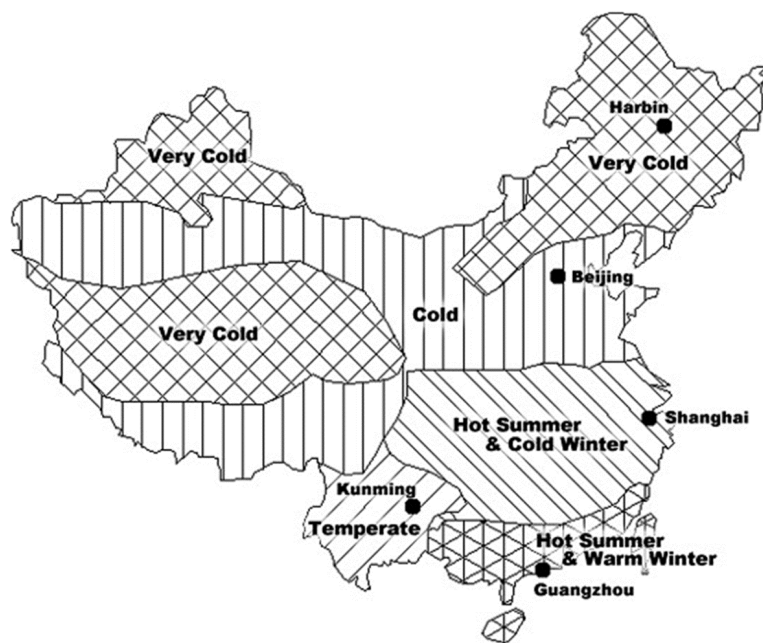 Harbin
Very Cold
Very Cold
Beijing
Cold
Very Cold
Hot Summer
& Cold Winter
Shanghai
Kunming
Temperate
Hot Summer
& Warm Winter
Guangzhou